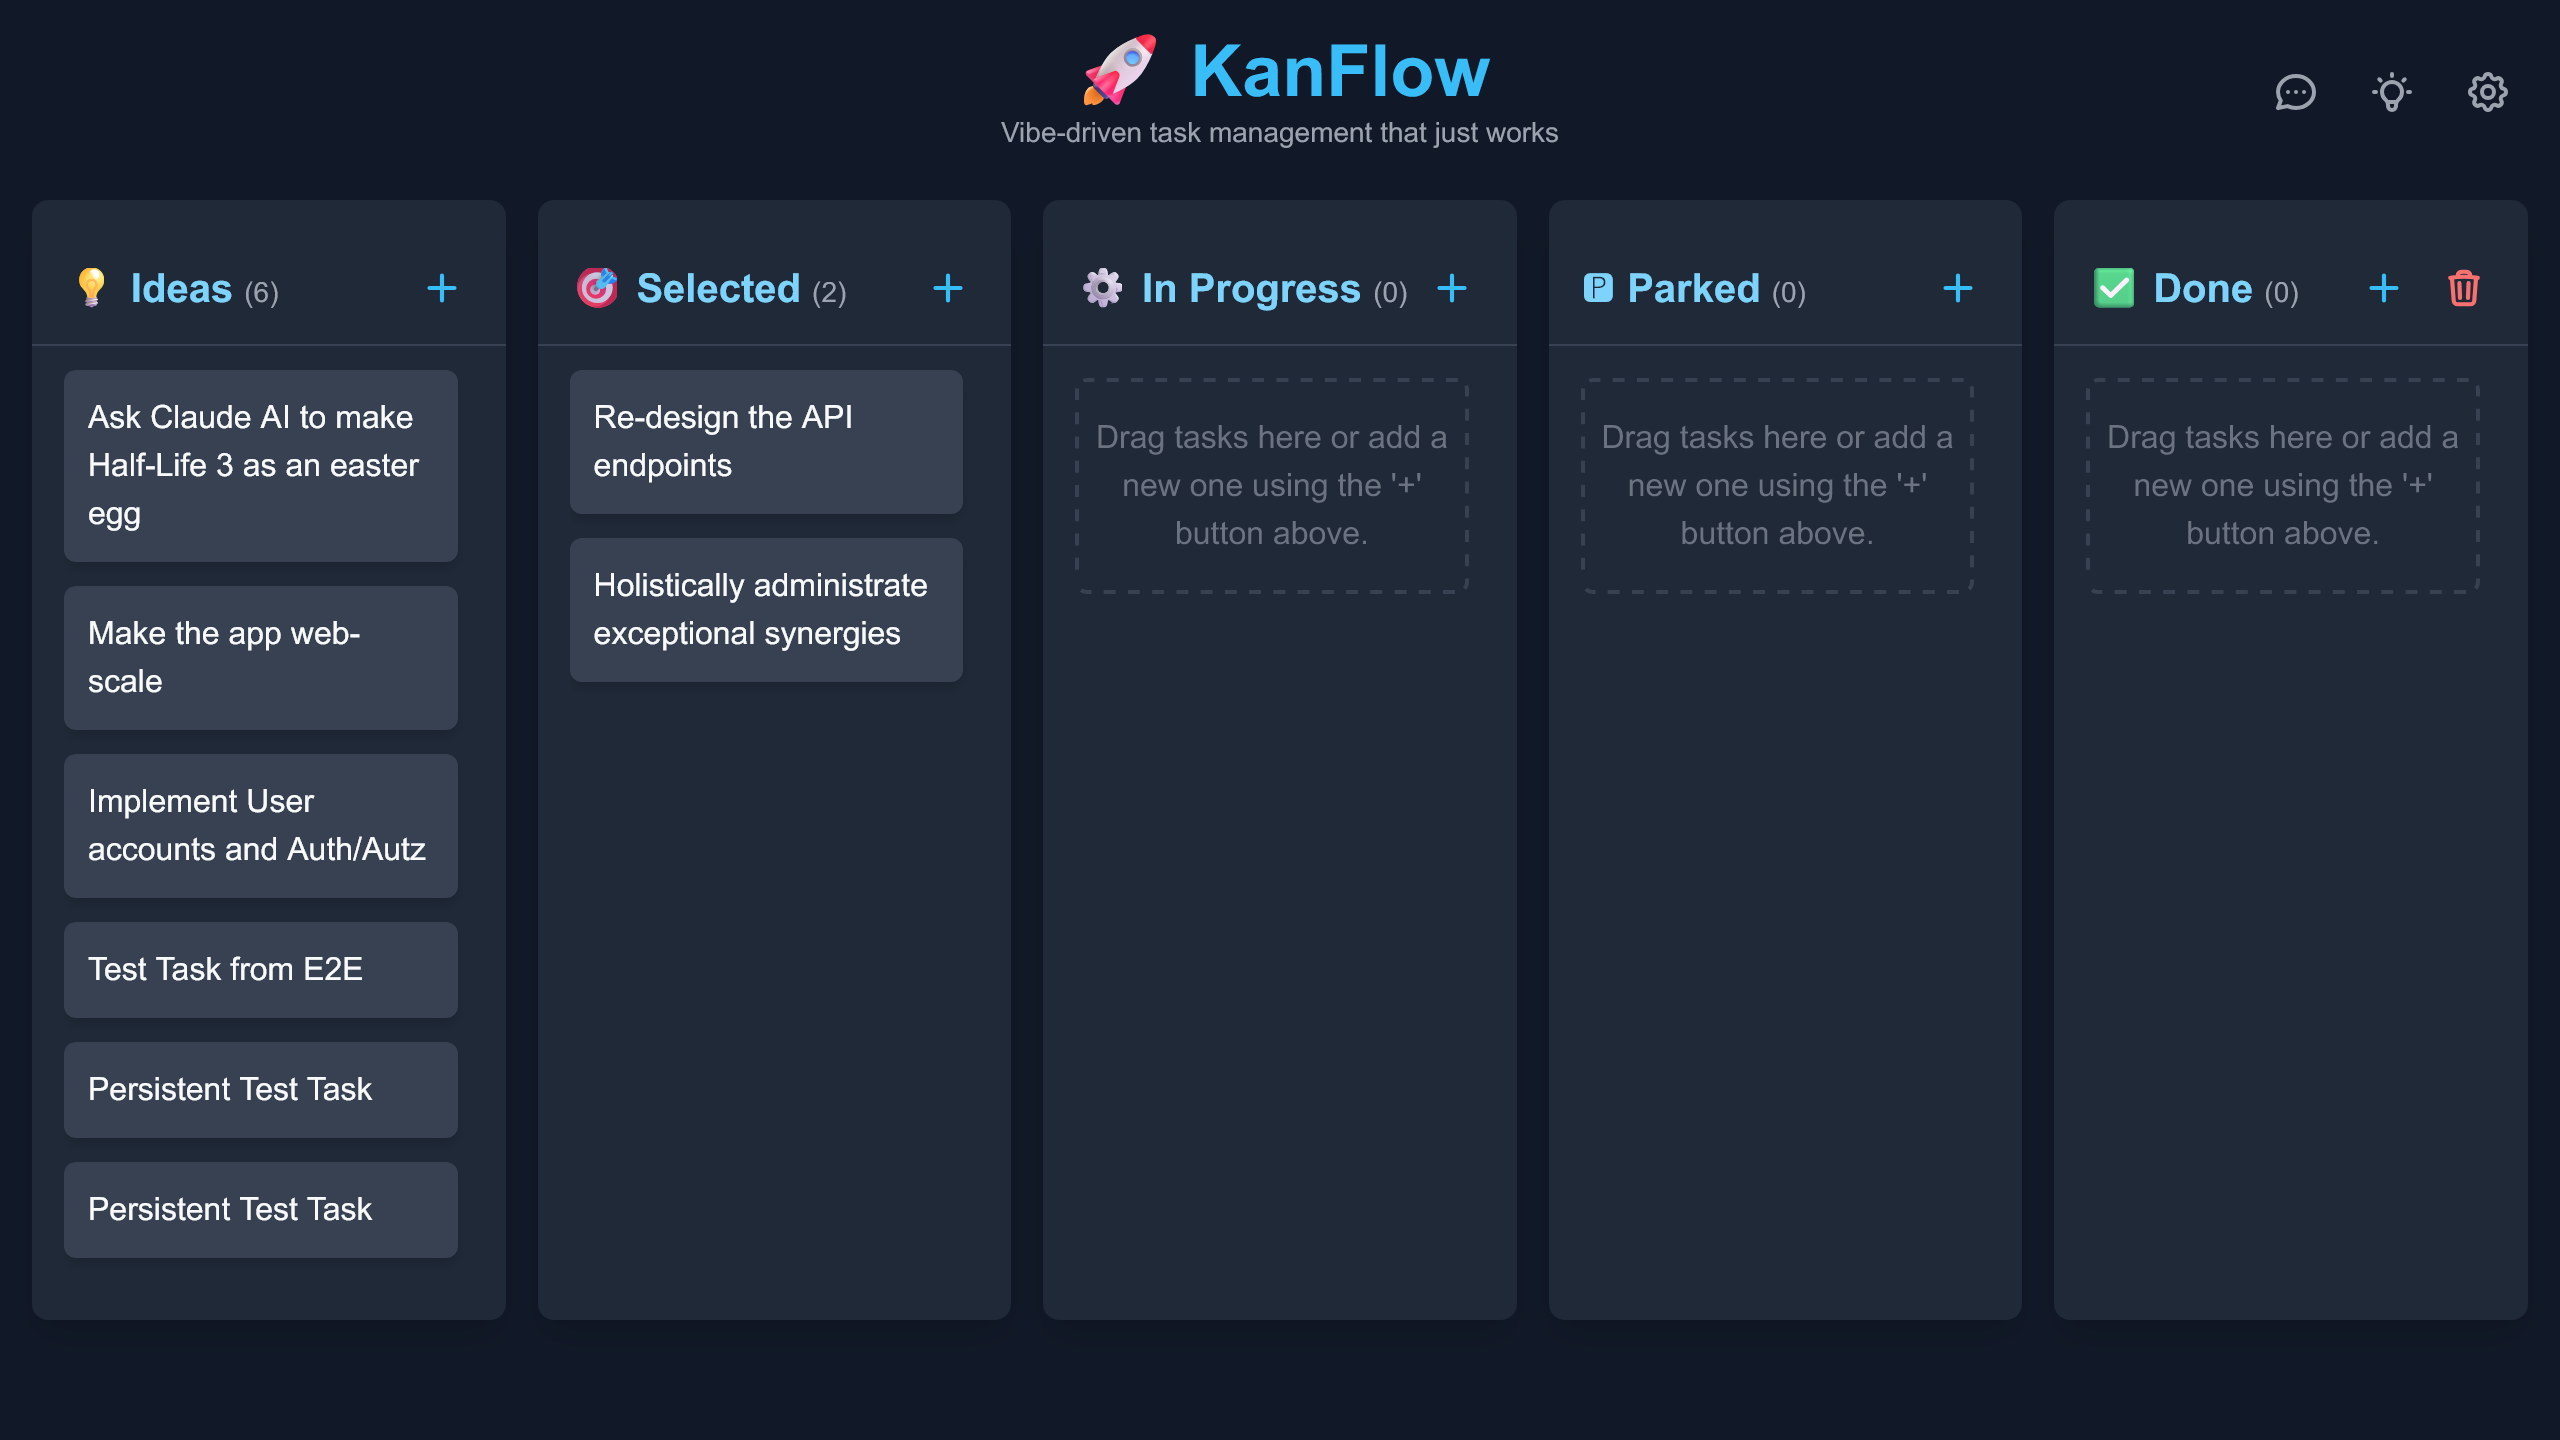 KanFlow
Vibe-driven task management that just works
Ideas (6)
Ask Claude AI to make
Half-Life 3 as an easter
egg
Make the app web-
scale
Implement User
accounts and Auth/Autz
Test Task from E2E
Persistent Test Task
Persistent Test Task
Selected (2)
Re-design the API
endpoints
Holistically administrate
exceptional synergies
In Progress (0)
Drag tasks here or add a
new one using the '+'
button above.
P Parked (0)
Drag tasks here or add a
new one using the '+'
button above.
Done (0)
Drag tasks here or add a
new one using the '+'
button above.